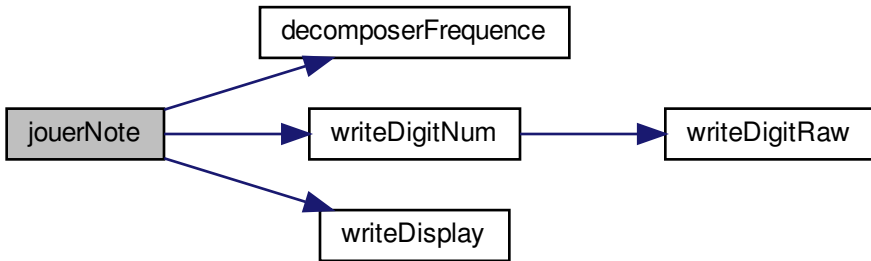 decomposerFrequence
jouerNote
writeDigitNum
writeDigitRaw
writeDisplay